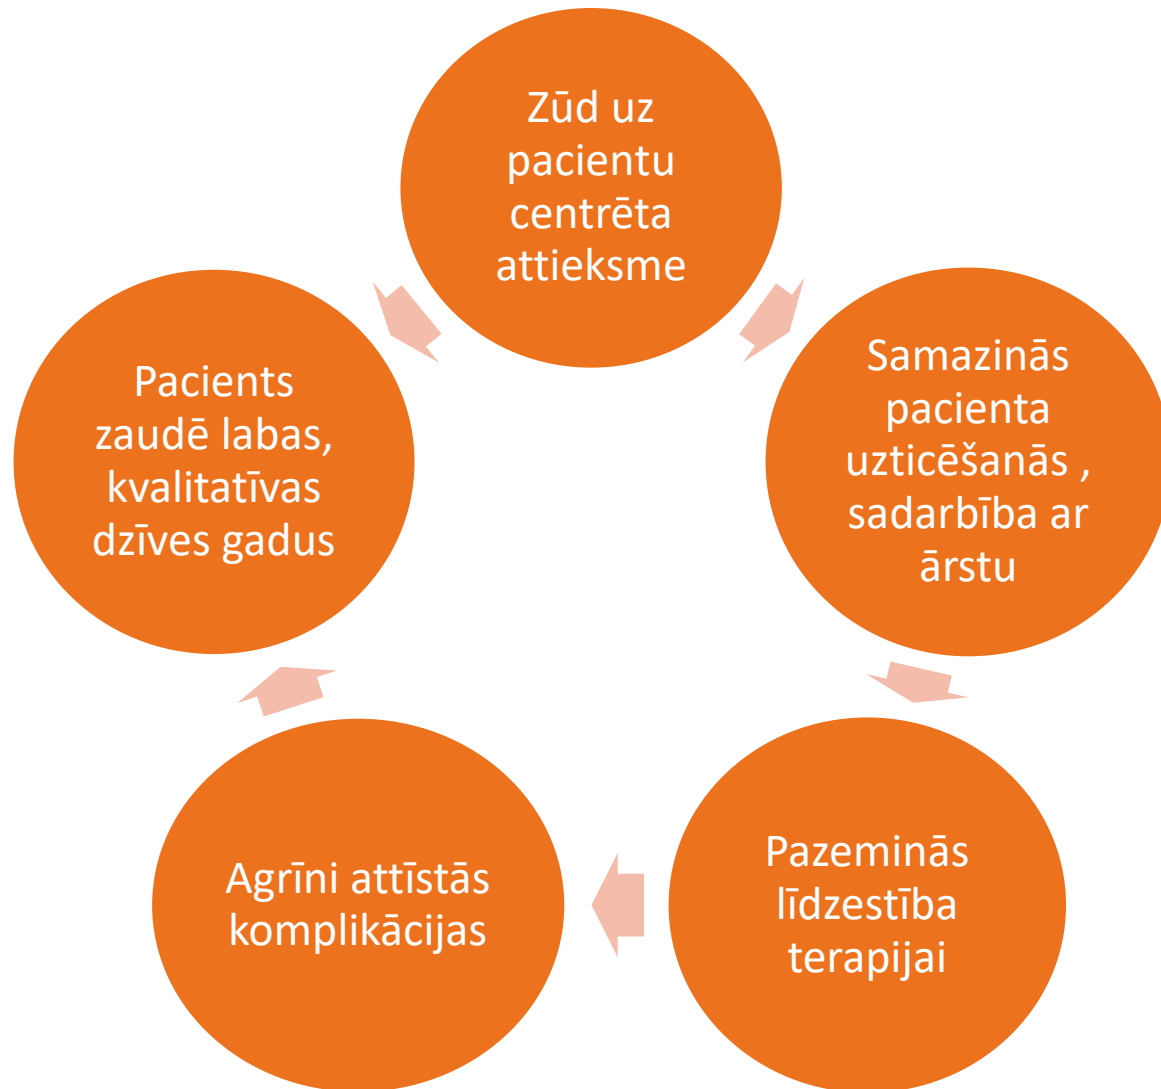 Zūd uz
pacientu
centrēta
attieksme
Samazinās
pacienta
uzticēšanās ,
sadarbība ar
ārstu
Pazeminās
līdzestība
terapijai
Agrīni attīstās
komplikācijas
Pacients
zaudē labas,
kvalitatīvas
dzīves gadus